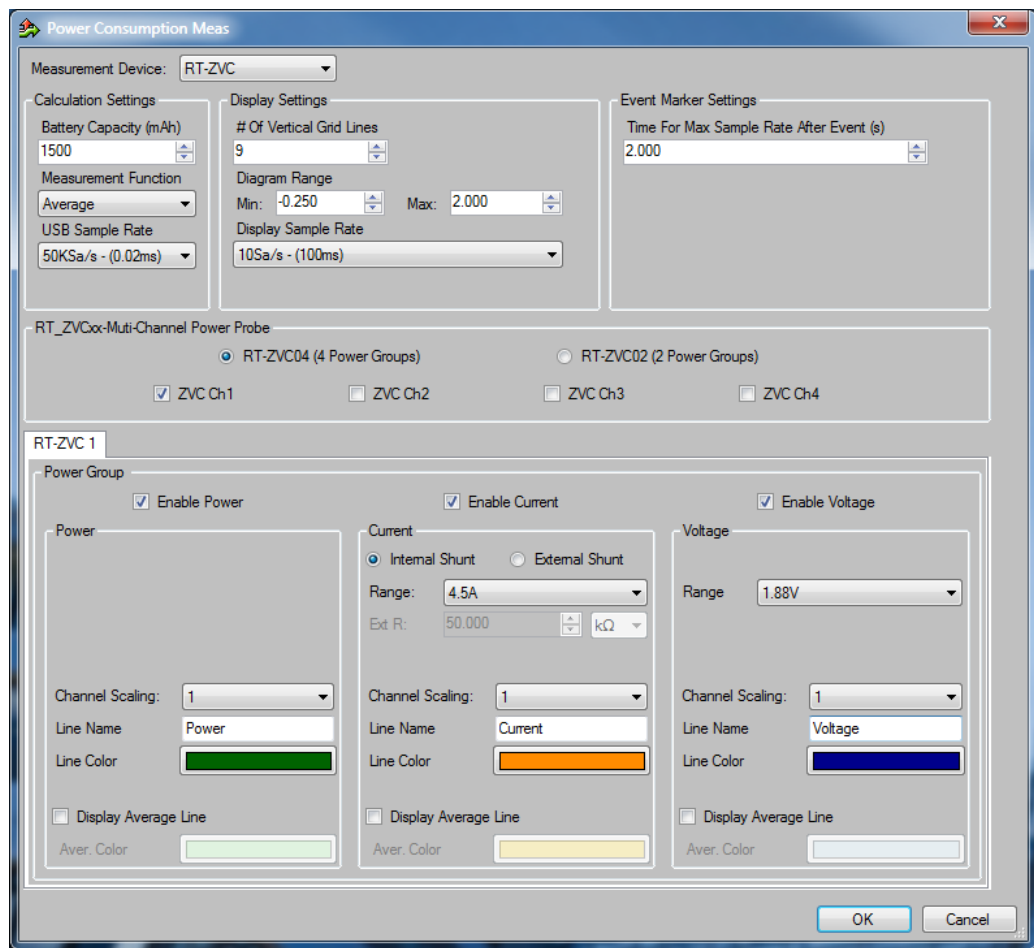 Power Consumption Meas
x
Measurement Device: RT-ZVC
Calculation Settings
Battery Capacity (mAh)
1500
Measurement Function
Average
USB Sample Rate
50KSa/s - (0.02ms)
Display Settings
# Of Vertical Grid Lines
9
Diagram Range
Min: -0.250 Max: 2.000
Display Sample Rate
10Sa/s - (100ms)
Event Marker Settings
Time For Max Sample Rate After Event (s)
2.000
RT_ZVCxx-Muti-Channel Power Probe
RT-ZVC04 (4 Power Groups) RT-ZVC02 (2 Power Groups)
ZVC Ch1 ZVC Ch2 ZVC Ch3 ZVC Ch4
RT-ZVC 1
Power Group
Enable Power Enable Current Enable Voltage
Power
Channel Scaling: 1
Line Name Power
Line Color
Display Average Line
Aver. Color
Current
Internal Shunt External Shunt
Range: 4.5A
Ext R: 50.000 kΩ
Channel Scaling: 1
Line Name Current
Line Color
Display Average Line
Aver. Color
Voltage
Range 1.88V
Channel Scaling: 1
Line Name Voltage
Line Color
Display Average Line
Aver. Color
OK Cancel